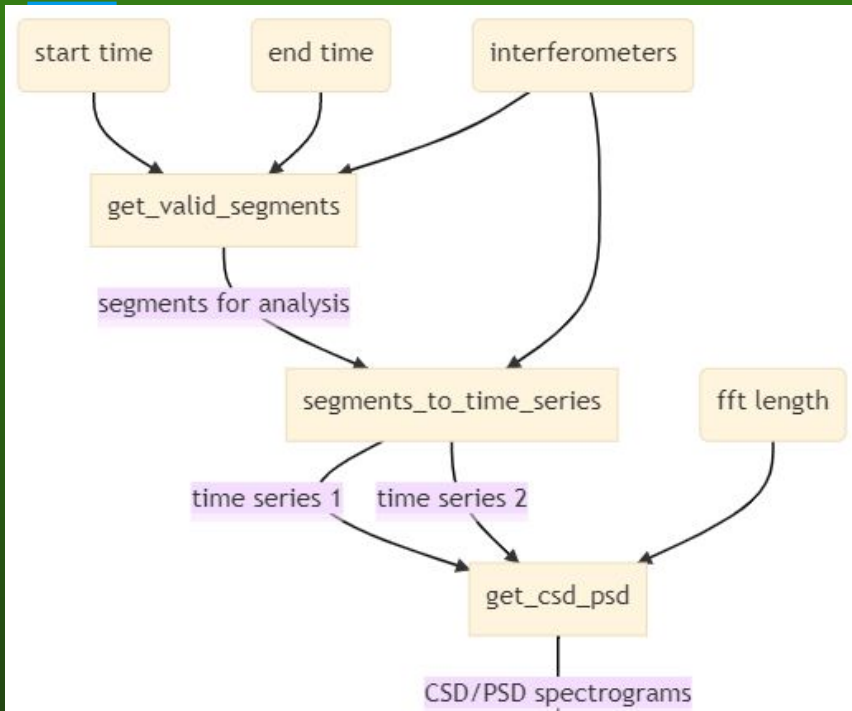 start time
end time
interferometers
get_valid_segments
segments for analysis
segments_to_time_series
fft length
time series 1
time series 2
get_csd_psd
CSD/PSD spectrograms